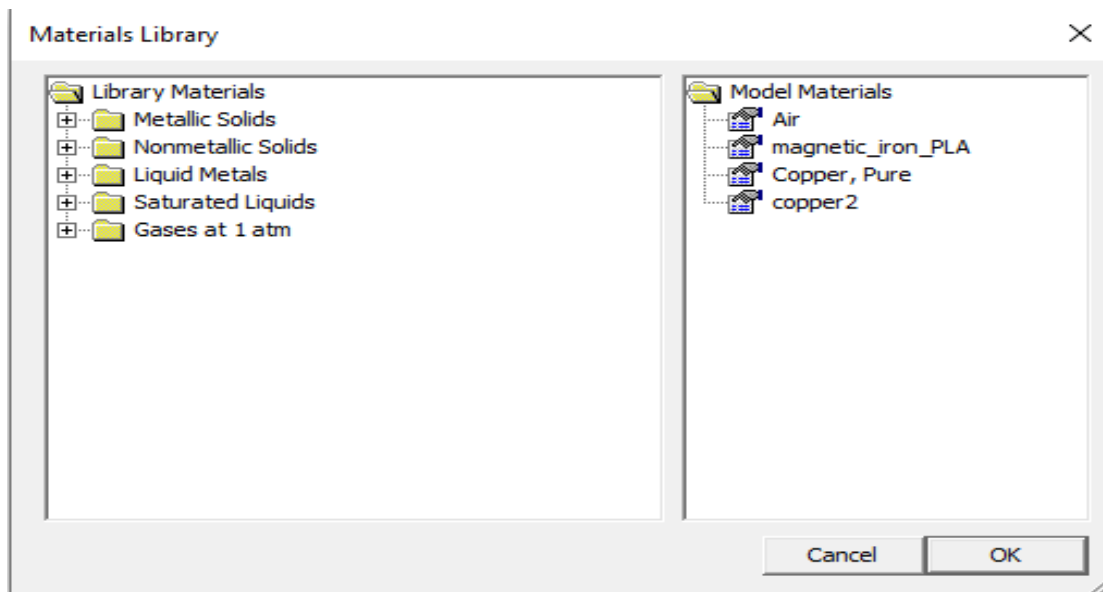 Materials Library
Library Materials
Metallic Solids
Nonmetallic Solids
Liquid Metals
Saturated Liquids
Gases at 1 atm
Model Materials
Air
magnetic_iron_PLA
Copper, Pure
copper2
Cancel
OK